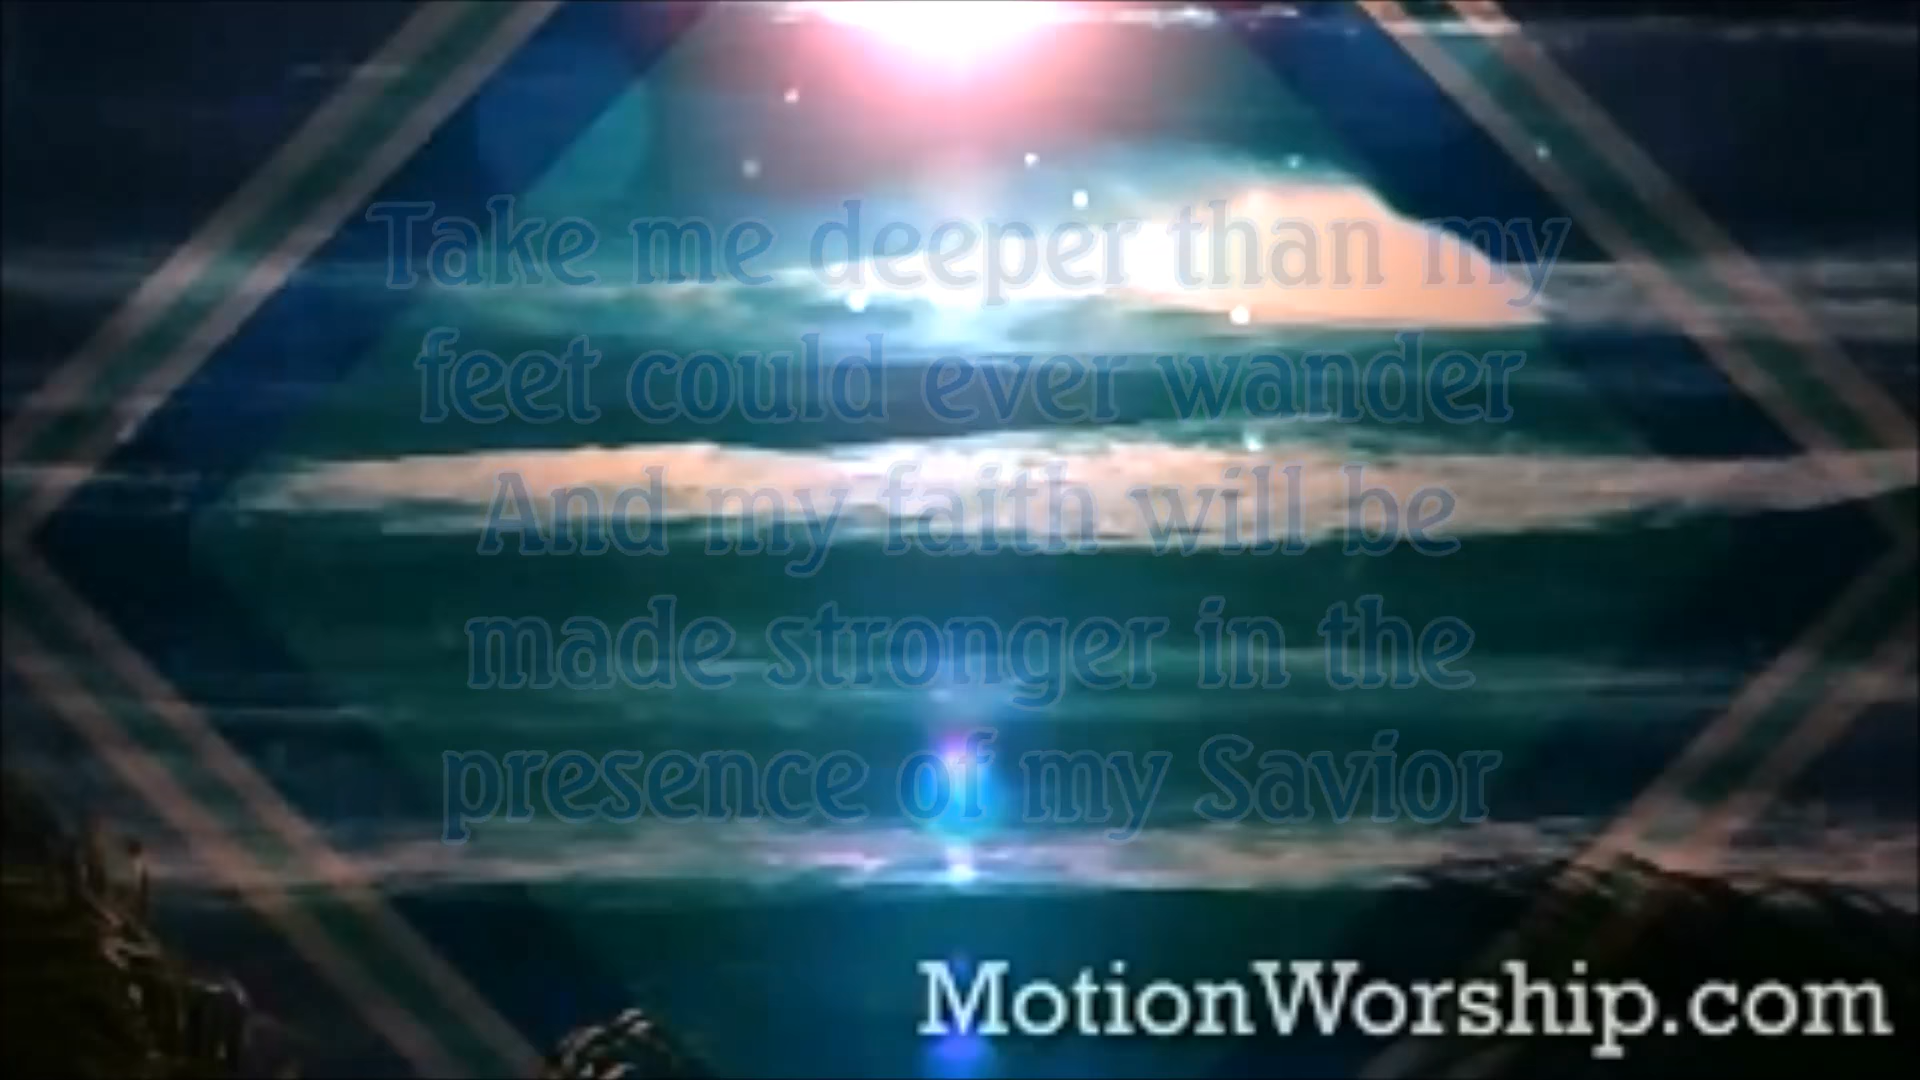 Take me deeper than my
feet could ever wander
And my faith will be
made stronger in the
presence of my Savior
MotionWorship.com